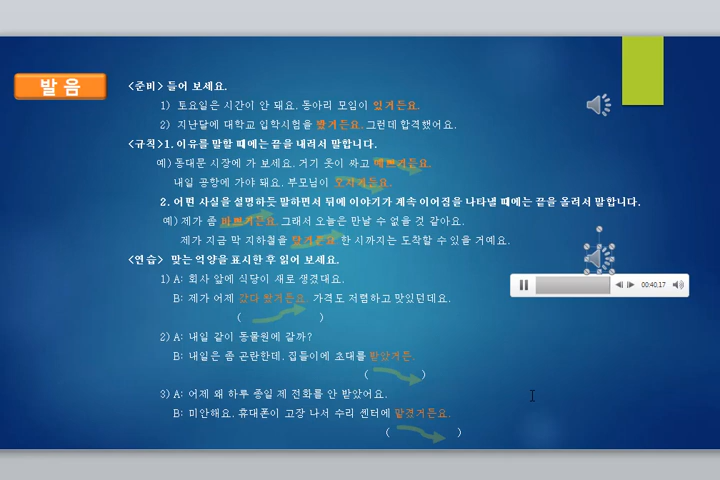 발 음
<준비> 들어 보세요.
1) 토요일은 시간이 안 돼요. 동아리 모임이 있거든요.
2) 지난달에 대학교 입학시험을 봤거든요. 그런데 합격했어요.
<규칙>1. 이유를 말할 때에는 끝을 내려서 말합니다.
예) 동대문 시장에 가 보세요. 거기 옷이 싸고 예쁘거든요.
내일 공항에 가야 돼요. 부모님이 오시거든요.
2. 어떤 사실을 설명하듯 말하면서 뒤에 이야기가 계속 이어짐을 나타낼 때에는 끝을 올려서 말합니다.
예) 제가 좀 바쁘거든요. 그래서 오늘은 만날 수 없을 것 같아요.
제가 지금 막 지하철을 탔거든요. 한 시까지는 도착할 수 있을 거예요.
<연습> 맞는 억양을 표시한 후 읽어 보세요.
1) A: 회사 앞에 식당이 새로 생겼대요.
B: 제가 어제 갔다 왔거든요. 가격도 저렴하고 맛있던데요.
( )
2) A: 내일 같이 동물원에 갈까?
B: 내일은 좀 곤란한데. 집들이에 초대를 받았거든.
( )
3) A: 어제 왜 하루 종일 제 전화를 안 받았어요.
B: 미안해요. 휴대폰이 고장 나서 수리 센터에 맡겼거든요.
( )
00:40.17